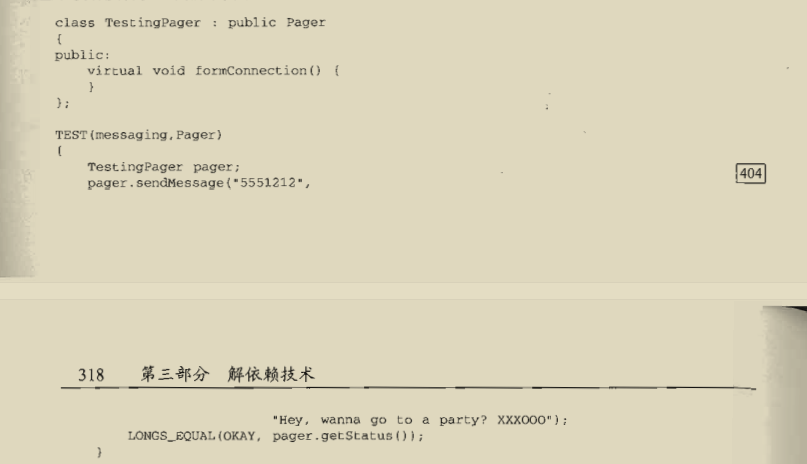 class TestingPager : public Pager
{
public:
    virtual void formConnection() {
    }
};
TEST(messaging,Pager)
{
    TestingPager pager;
    pager.sendMessage("5551212",
404
318 第三部分 解依赖技术
"Hey, wanna go to a party? XXXOOO");
LONGS_EQUAL(OKAY, pager.getStatus());
}